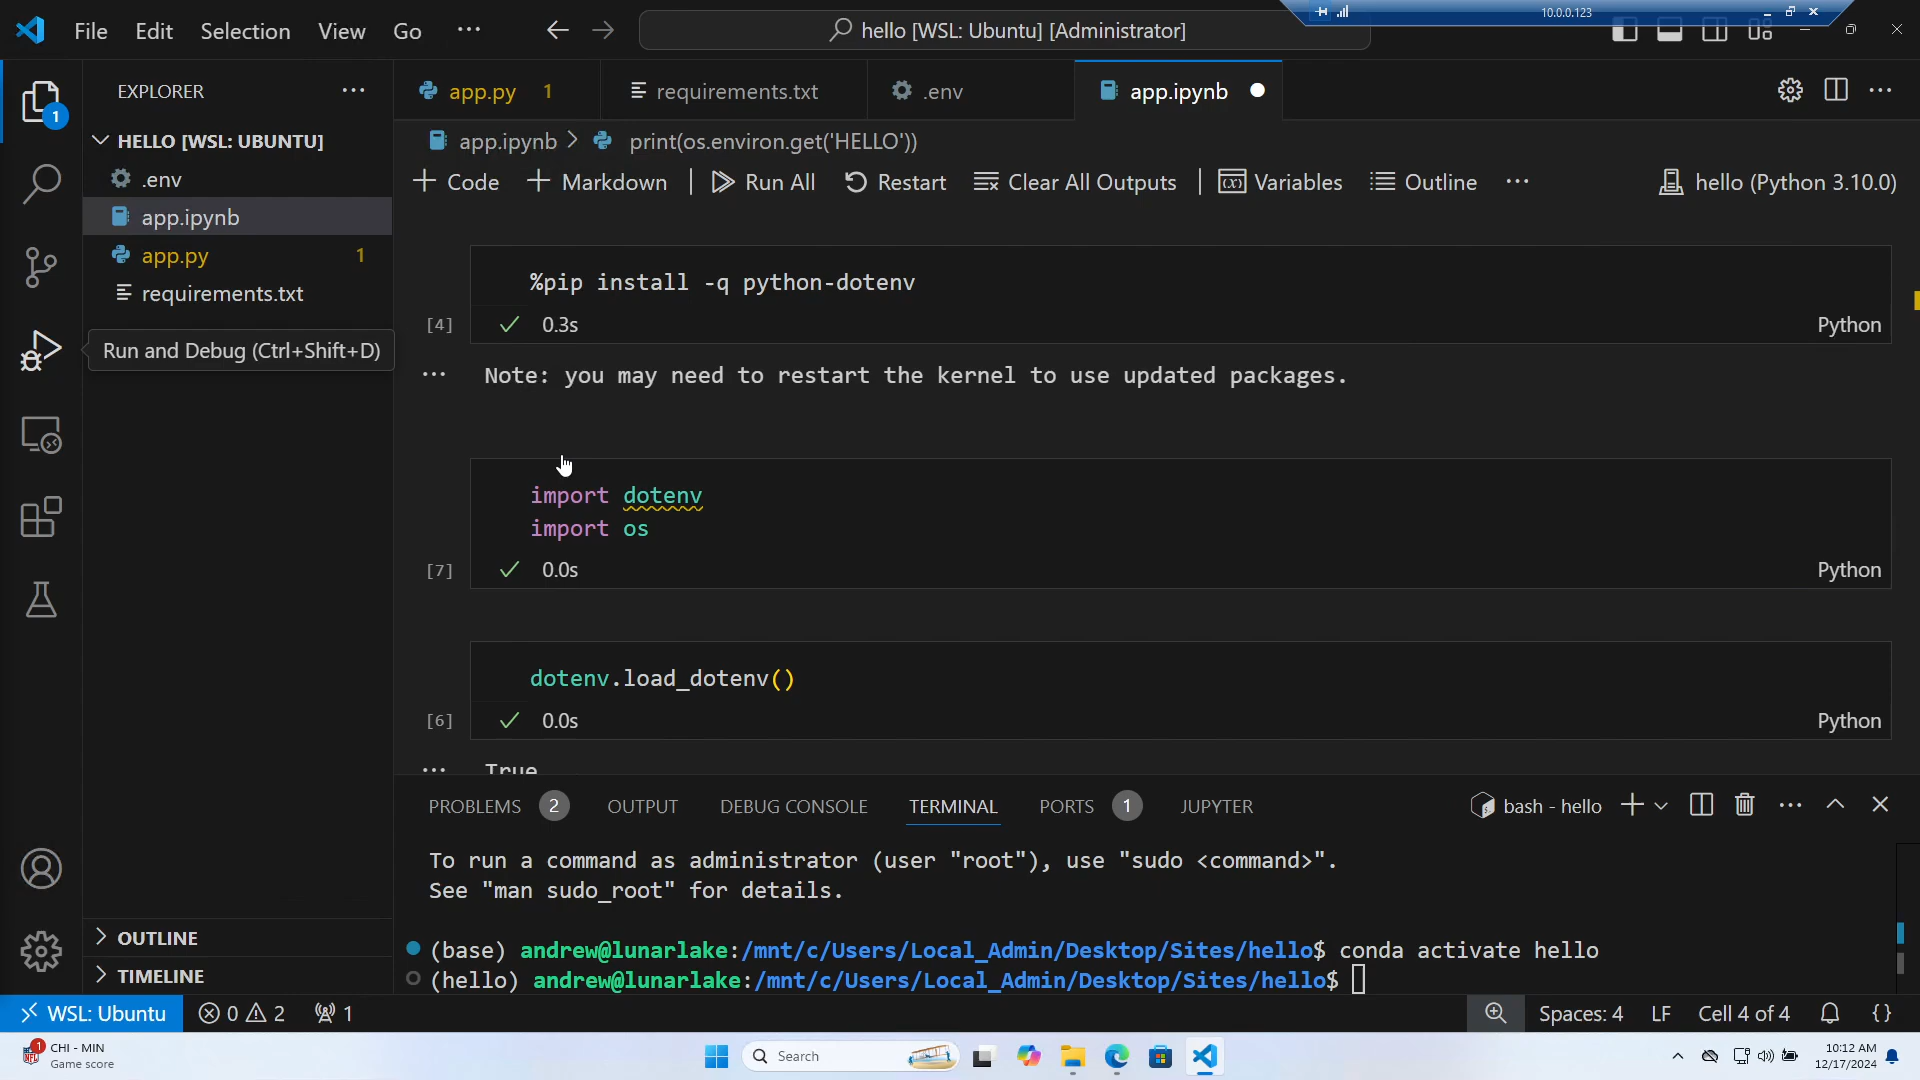 10.0.0.123
File Edit Selection View Go ··· hello [WSL: Ubuntu] [Administrator]
EXPLORER ···
app.py 1 requirements.txt .env app.ipynb
1
HELLO [WSL: UBUNTU]
app.ipynb > print(os.environ.get('HELLO'))
.env
+ Code + Markdown | Run All Restart Clear All Outputs | Variables Outline ··· hello (Python 3.10.0)
app.ipynb
app.py 1
requirements.txt
Run and Debug (Ctrl+Shift+D)
%pip install -q python-dotenv
[4] ✓ 0.3s Python
··· Note: you may need to restart the kernel to use updated packages.
import dotenv
import os
[7] ✓ 0.0s Python
dotenv.load_dotenv()
[6] ✓ 0.0s Python
··· True
PROBLEMS 2 OUTPUT DEBUG CONSOLE TERMINAL PORTS 1 JUPYTER bash - hello
To run a command as administrator (user "root"), use "sudo <command>".
See "man sudo_root" for details.
(base) andrew@lunarlake:/mnt/c/Users/Local_Admin/Desktop/Sites/hello$ conda activate hello
(hello) andrew@lunarlake:/mnt/c/Users/Local_Admin/Desktop/Sites/hello$
OUTLINE
TIMELINE
WSL: Ubuntu 0 2 1 Spaces: 4 LF Cell 4 of 4 {}
1 CHI - MIN
Game score
Search
10:12 AM
12/17/2024